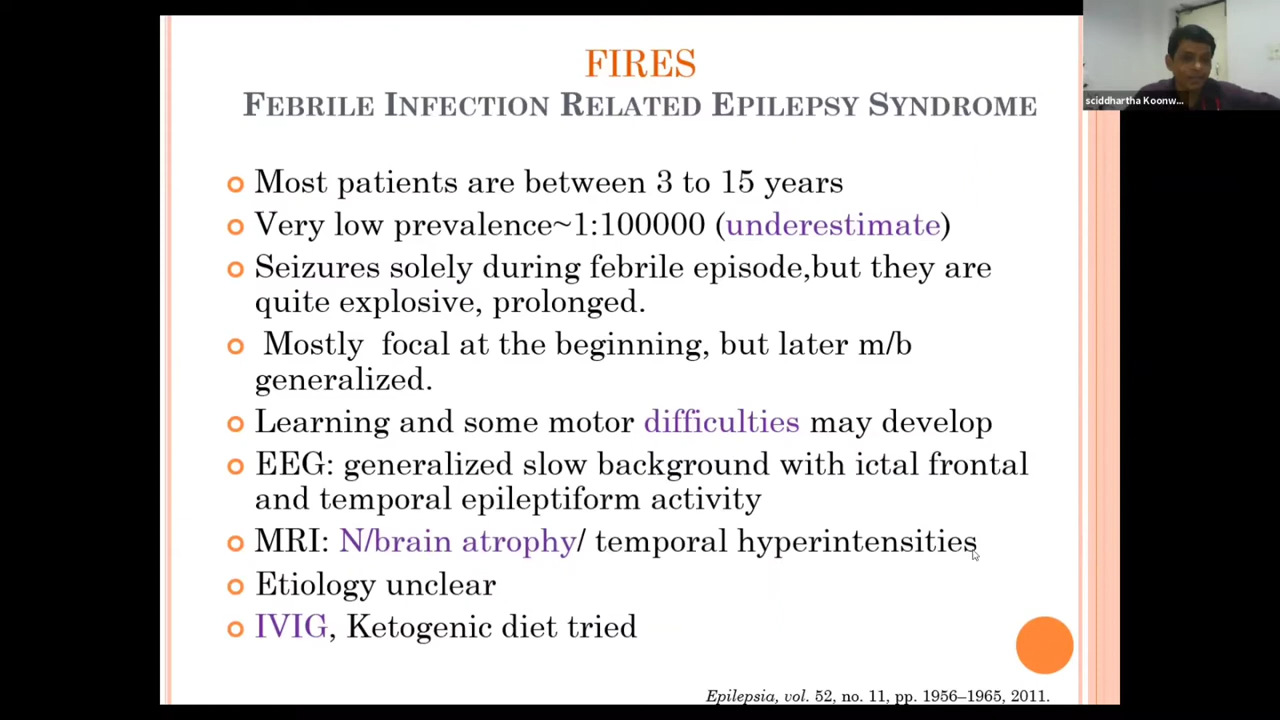 FIRES
FEBRILE INFECTION RELATED EPILEPSY SYNDROME
sciddhartha Koonw...
Most patients are between 3 to 15 years
Very low prevalence~1:100000 (underestimate)
Seizures solely during febrile episode,but they are
quite explosive, prolonged.
Mostly focal at the beginning, but later m/b
generalized.
Learning and some motor difficulties may develop
EEG: generalized slow background with ictal frontal
and temporal epileptiform activity
MRI: N/brain atrophy/ temporal hyperintensities
Etiology unclear
IVIG, Ketogenic diet tried
Epilepsia, vol. 52, no. 11, pp. 1956–1965, 2011.